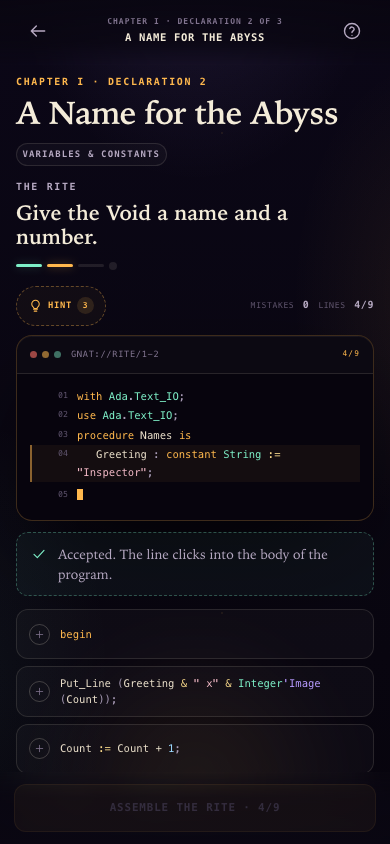 CHAPTER I · DECLARATION 2 OF 3
A NAME FOR THE ABYSS
CHAPTER I · DECLARATION 2
A Name for the Abyss
VARIABLES & CONSTANTS
THE RITE
Give the Void a name and a
number.
HINT 3
MISTAKES 0 LINES 4/9
GNAT://RITE/1-2 4/9
01 with Ada.Text_IO;
02 use Ada.Text_IO;
03 procedure Names is
04 Greeting : constant String :=
"Inspector";
05
Accepted. The line clicks into the body of the
program.
begin
Put_Line (Greeting & " x" & Integer'Image
(Count));
Count := Count + 1;
ASSEMBLE THE RITE · 4/9